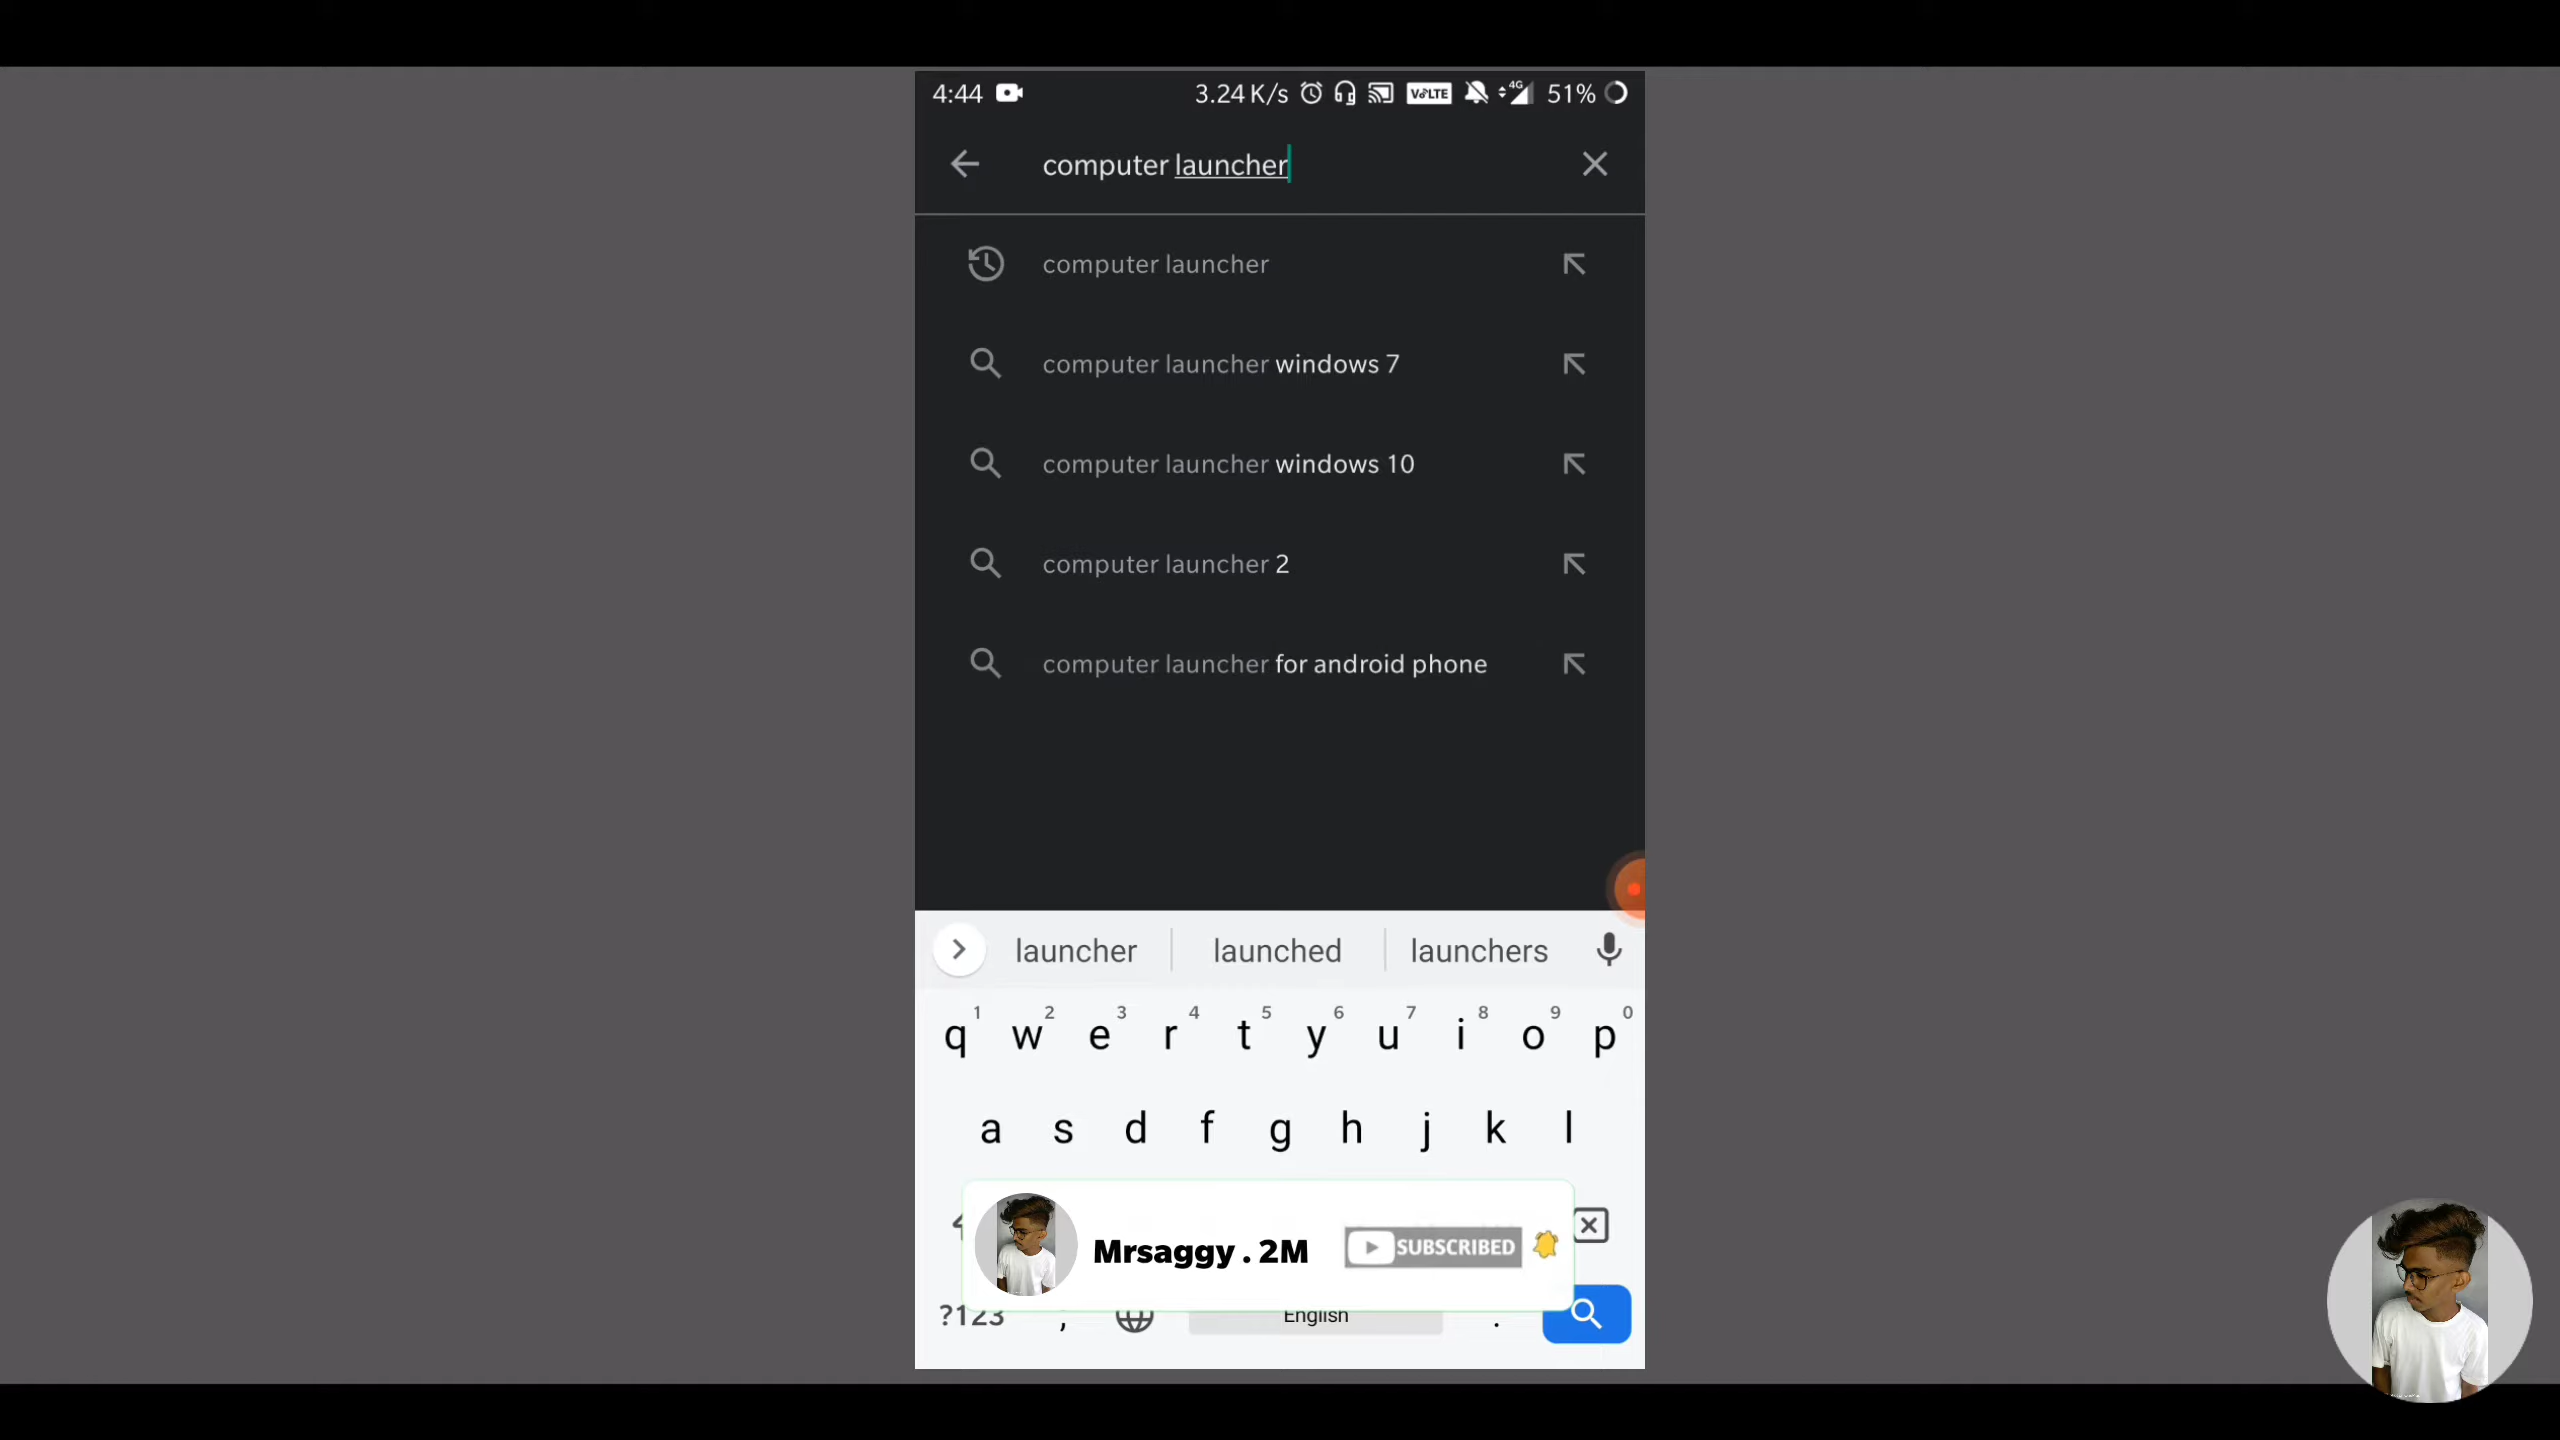 4:44 3.24 K/s VoLTE 4G 51%
computer launcher
computer launcher
computer launcher windows 7
computer launcher windows 10
computer launcher 2
computer launcher for android phone
launcher launched launchers
1 2 3 4 5 6 7 8 9 0
q w e r t y u i o p
a s d f g h j k l
Mrsaggy . 2M SUBSCRIBED
?123 , English .